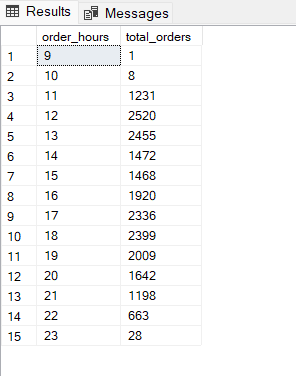 Results Messages
order_hours total_orders
1 9 1
2 10 8
3 11 1231
4 12 2520
5 13 2455
6 14 1472
7 15 1468
8 16 1920
9 17 2336
10 18 2399
11 19 2009
12 20 1642
13 21 1198
14 22 663
15 23 28